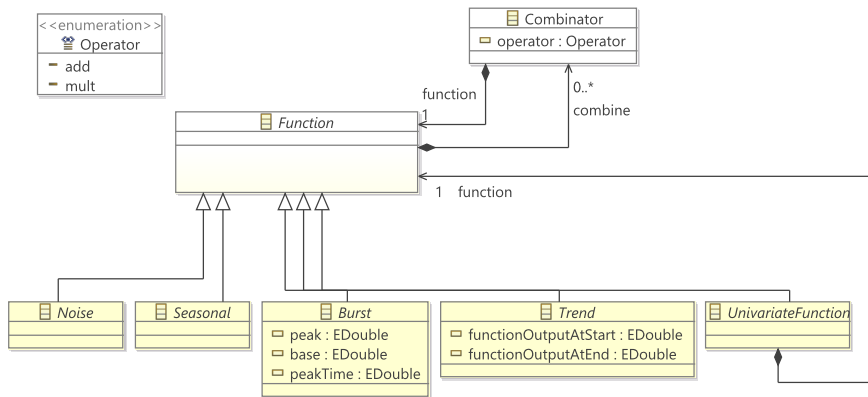 <<enumeration>>
Operator
add
mult
Combinator
operator : Operator
function
1
0..*
combine
Function
1 function
Noise
Seasonal
Burst
peak : EDouble
base : EDouble
peakTime : EDouble
Trend
functionOutputAtStart : EDouble
functionOutputAtEnd : EDouble
UnivariateFunction